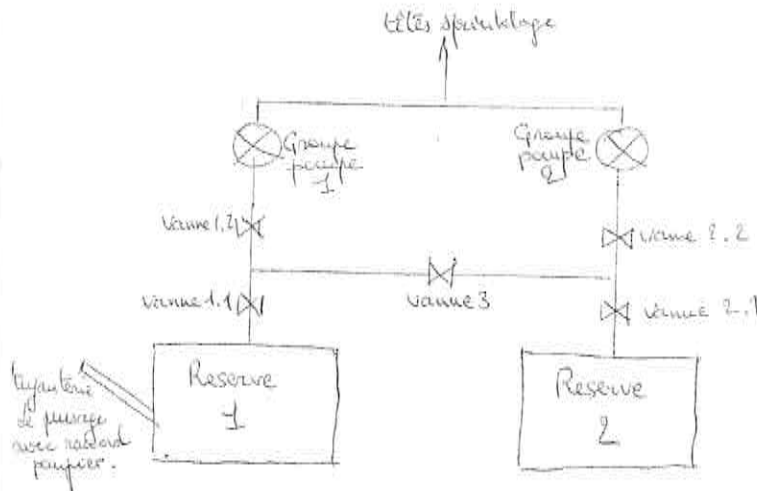 têtes sprinklage
Groupe
pompe
1
Groupe
pompe
2
Vanne 1.2
Vanne 2.2
Vanne 1.1
Vanne 3
Vanne 2.1
Reserve
1
Reserve
2
tuyauterie
de puisage
avec raccord
pompier.